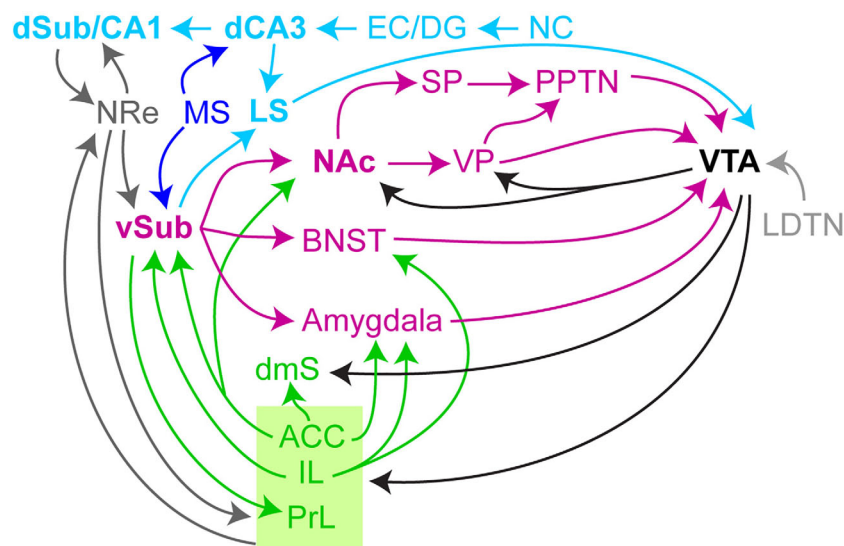 dSub/CA1 dCA3 EC/DG NC
SP PPTN
NRe MS LS
NAc VP VTA
vSub LDTN
BNST
Amygdala
dmS
ACC
IL
PrL